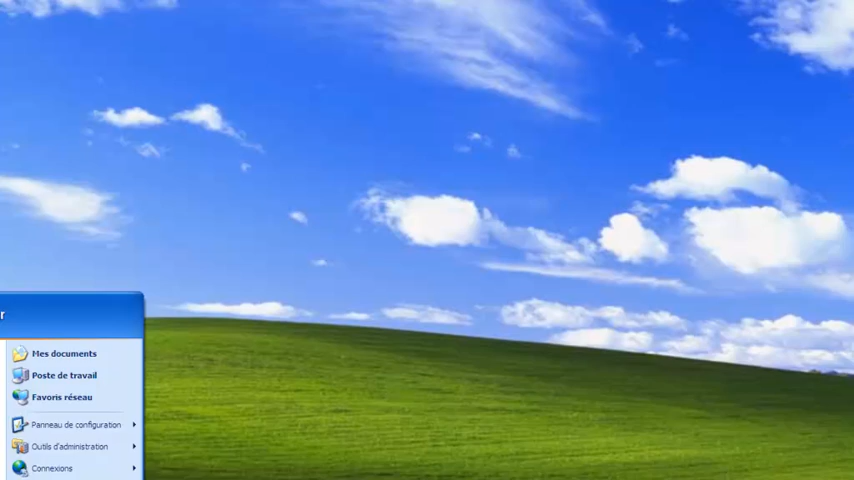 r
Mes documents
Poste de travail
Favoris réseau
Panneau de configuration
Outils d'administration
Connexions